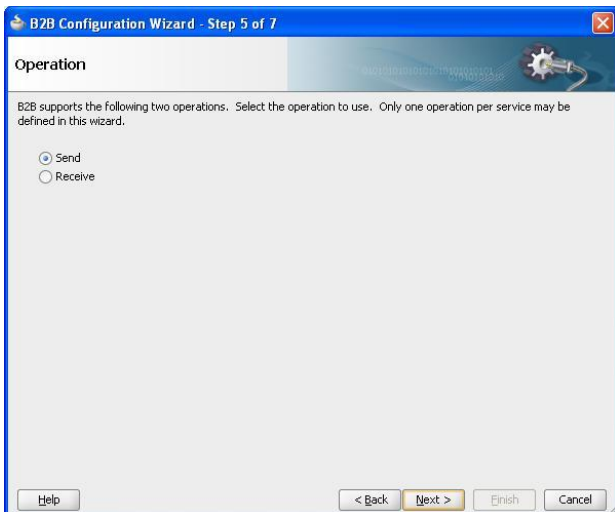 B2B Configuration Wizard - Step 5 of 7
Operation
B2B supports the following two operations. Select the operation to use. Only one operation per service may be
defined in this wizard.
Send
Receive
Help
< Back
Next >
Finish
Cancel